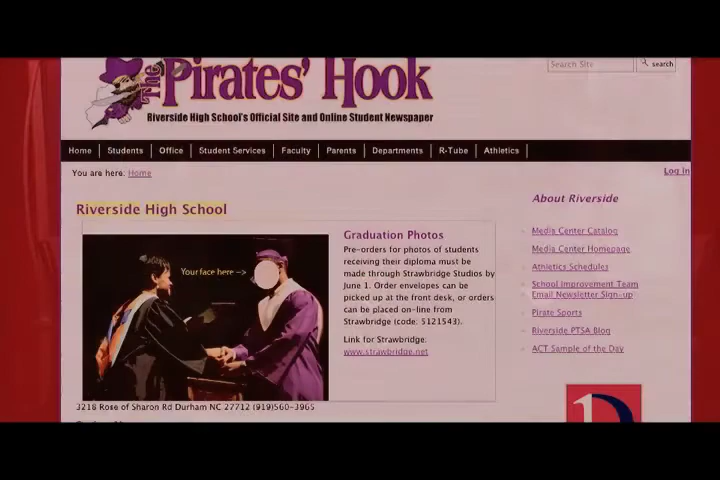 The Pirates' Hook
Riverside High School's Official Site and Online Student Newspaper
Search Site
search
Home
Students
Office
Student Services
Faculty
Parents
Departments
R-Tube
Athletics
You are here: Home
Log in
Riverside High School
Your face here -->
Graduation Photos
Pre-orders for photos of students
receiving their diploma must be
made through Strawbridge Studios by
June 1. Order envelopes can be
picked up at the front desk, or orders
can be placed on-line from
Strawbridge (code: 5121543).
Link for Strawbridge:
www.strawbridge.net
3218 Rose of Sharon Rd Durham NC 27712 (919)560-3965
About Riverside
Media Center Catalog
Media Center Homepage
Athletics Schedules
School Improvement Team
Email Newsletter Sign-up
Pirate Sports
Riverside PTSA Blog
ACT Sample of the Day